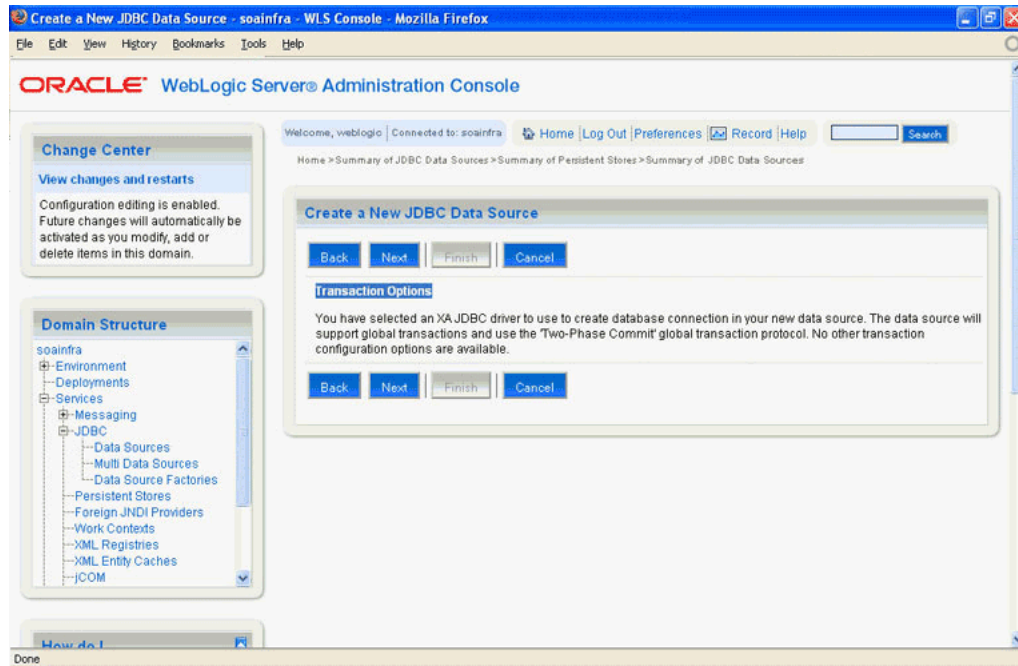 Create a New JDBC Data Source - soainfra - WLS Console - Mozilla Firefox
File Edit View History Bookmarks Tools Help
ORACLE® WebLogic Server® Administration Console
Welcome, weblogic Connected to: soainfra Home Log Out Preferences Record Help Search
Home >Summary of JDBC Data Sources >Summary of Persistent Stores >Summary of JDBC Data Sources
Change Center
View changes and restarts
Configuration editing is enabled.
Future changes will automatically be
activated as you modify, add or
delete items in this domain.
Domain Structure
soainfra
Environment
Deployments
Services
Messaging
JDBC
Data Sources
Multi Data Sources
Data Source Factories
Persistent Stores
Foreign JNDI Providers
Work Contexts
XML Registries
XML Entity Caches
jCOM
How do I...
Create a New JDBC Data Source
Back Next Finish Cancel
Transaction Options
You have selected an XA JDBC driver to use to create database connection in your new data source. The data source will
support global transactions and use the 'Two-Phase Commit' global transaction protocol. No other transaction
configuration options are available.
Back Next Finish Cancel
Done